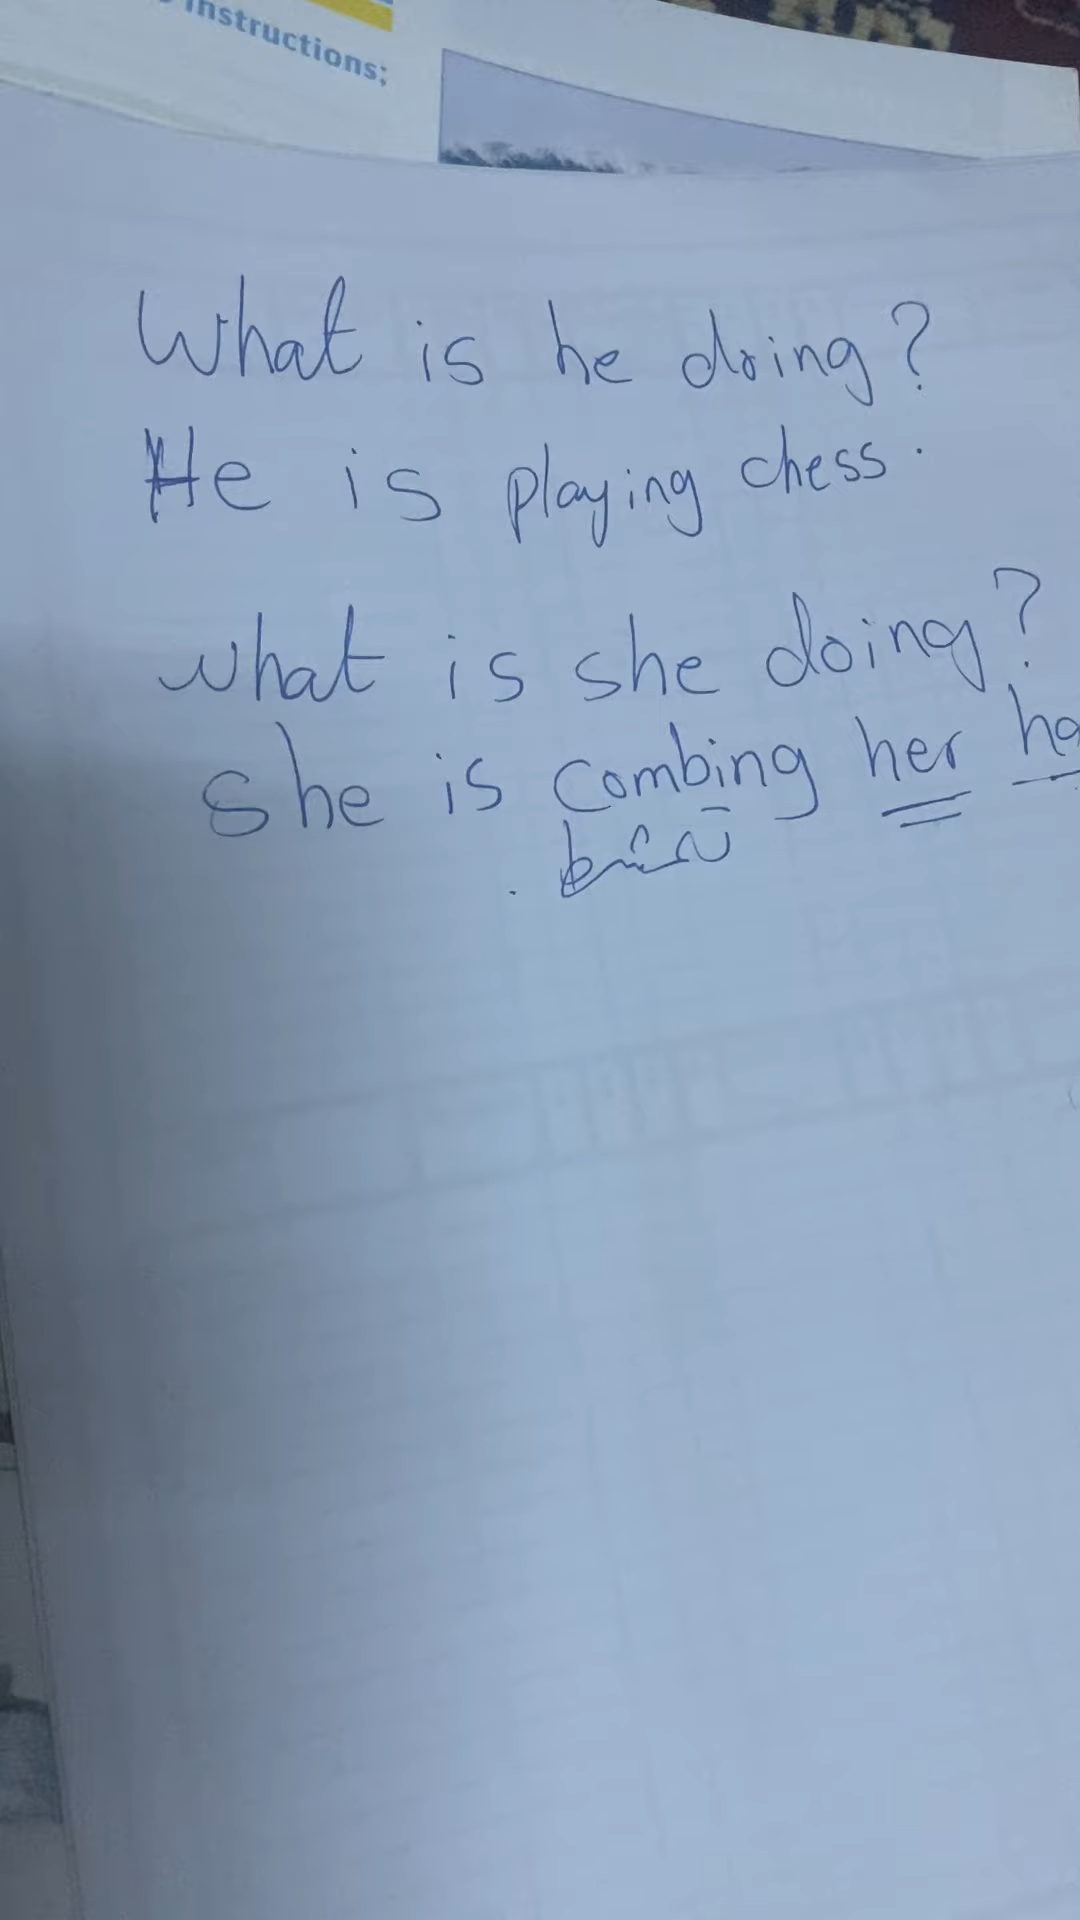 instructions;
What is he doing?
He is playing chess.
what is she doing?
she is combing her